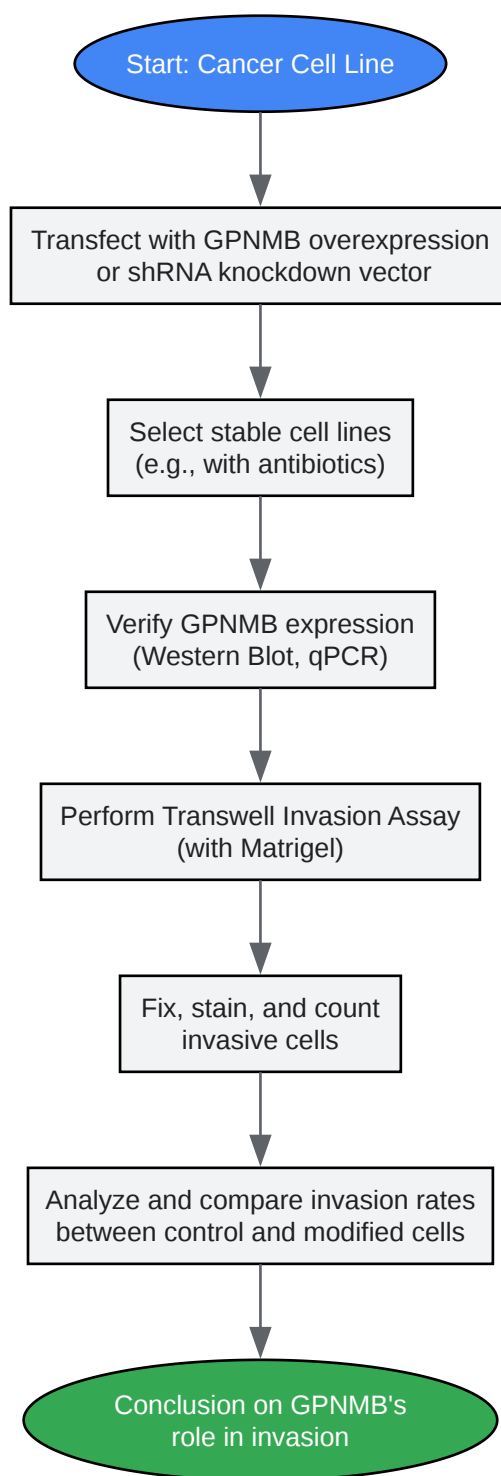 Start: Cancer Cell Line
Transfect with GPNMB overexpression
or shRNA knockdown vector
Select stable cell lines
(e.g., with antibiotics)
Verify GPNMB expression
(Western Blot, qPCR)
Perform Transwell Invasion Assay
(with Matrigel)
Fix, stain, and count
invasive cells
Analyze and compare invasion rates
between control and modified cells
Conclusion on GPNMB's
role in invasion